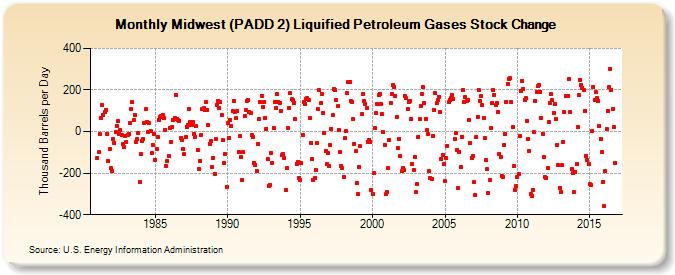 Monthly Midwest (PADD 2) Liquified Petroleum Gases Stock Change
Thousand Barrels per Day
400
200
0
-200
-400
1985 1990 1995 2000 2005 2010 2015
Source: U.S. Energy Information Administration